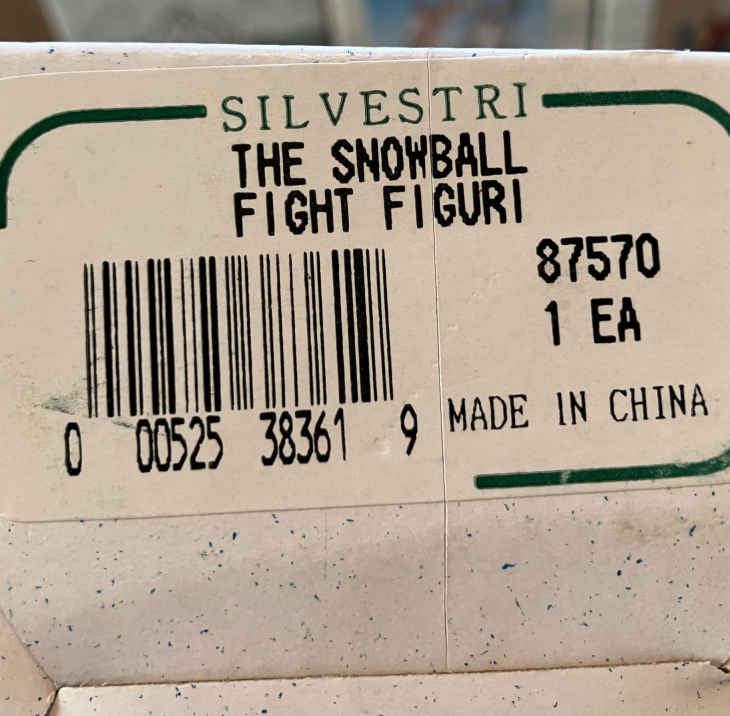 SILVESTRI
THE SNOWBALL
FIGHT FIGURI
87570
1 EA
0 00525 38361 9
MADE IN CHINA